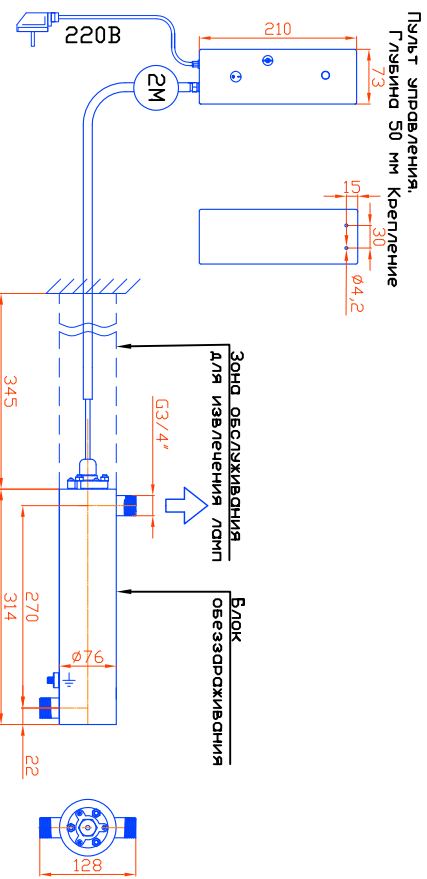 Пульт управления.
Глубина 50 мм Крепление
220В
2М
210
73
15
30
Ø4,2
Зона обслуживания
для извлечения ламп
G3/4"
345
Блок
обеззараживания
270
314
Ø76
22
128